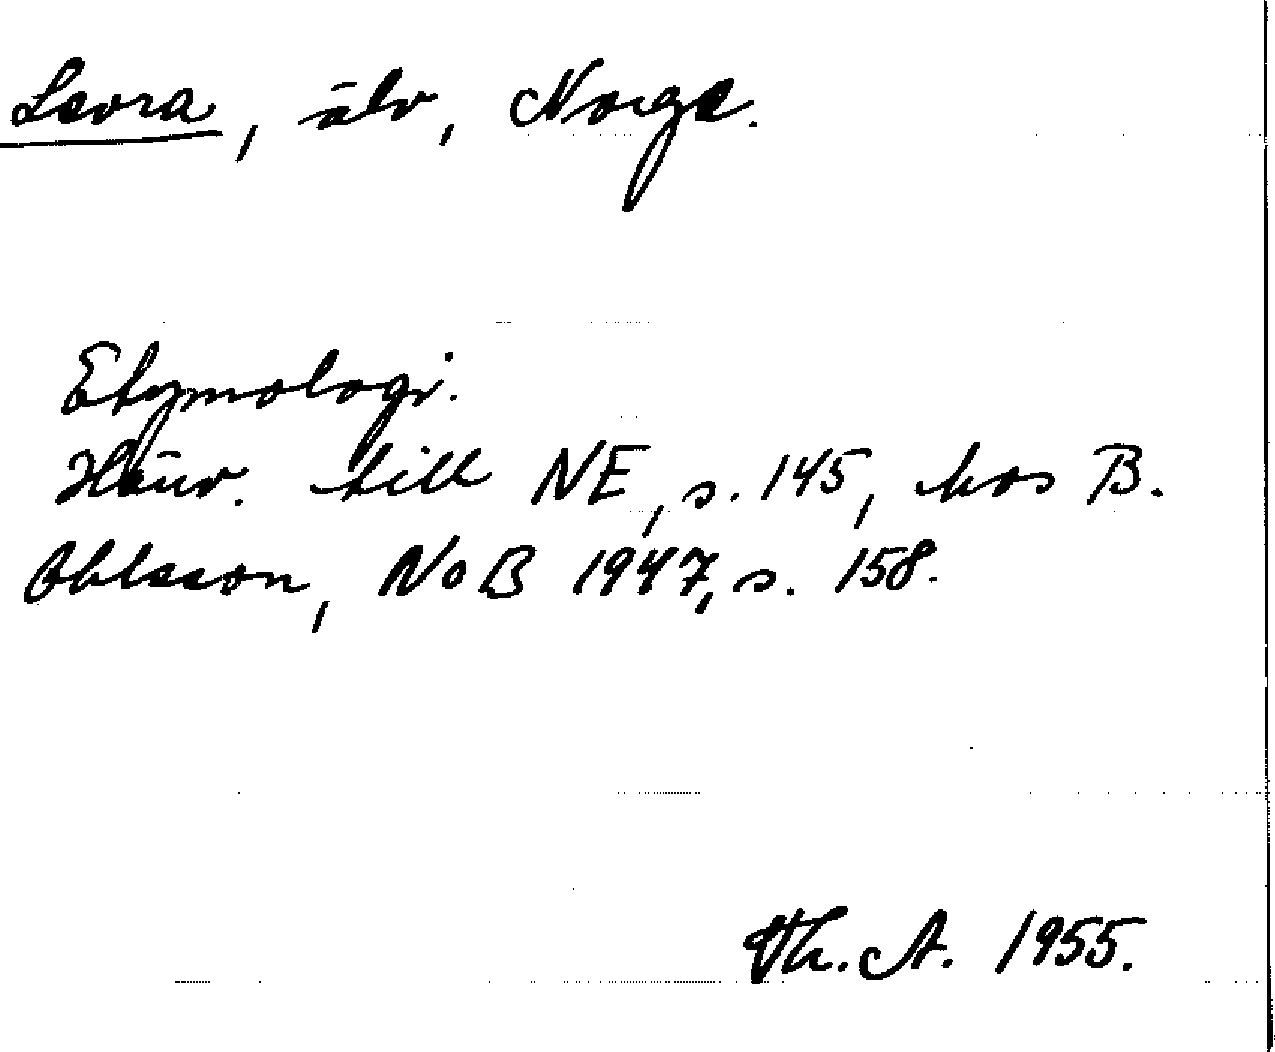 Levra, älv, Norge.
Etymologi.
Hänv. till NE, s. 145, hos B.
Ohlsson, NoB 1947, s. 158.
Th. A. 1955.